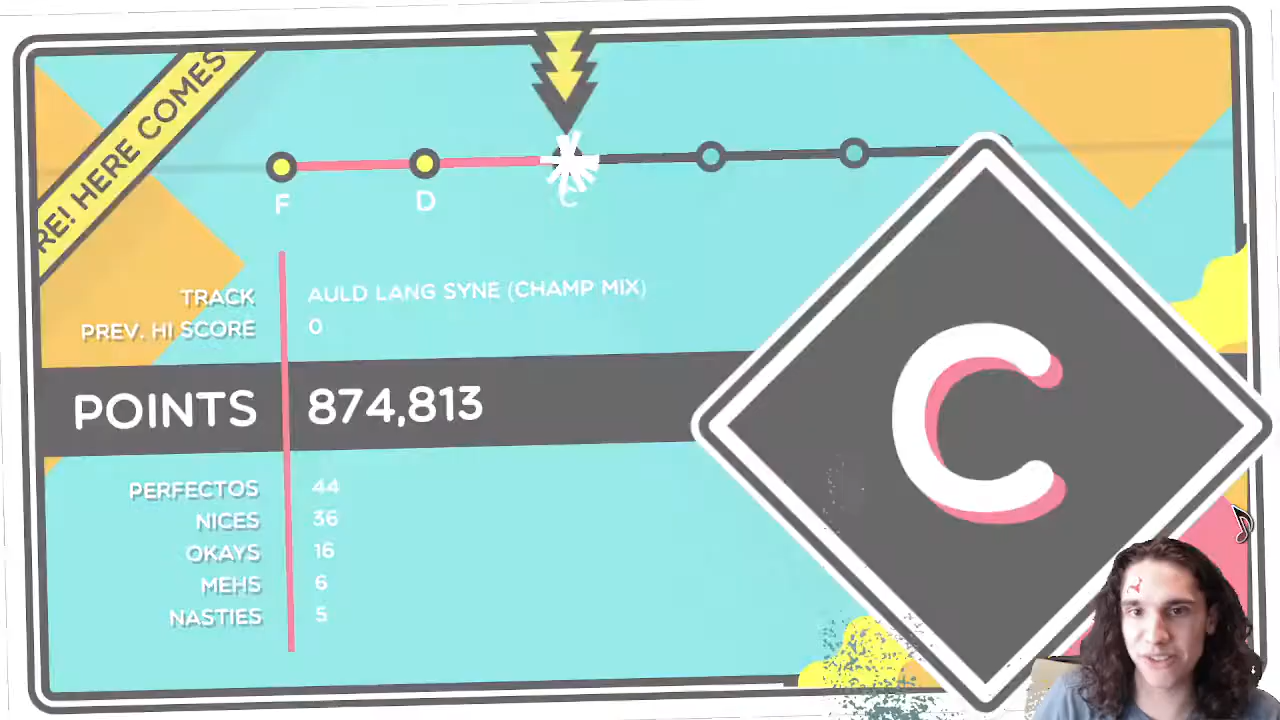 RE! HERE COMES
F
D
C
TRACK AULD LANG SYNE (CHAMP MIX)
PREV. HI SCORE 0
POINTS 874,813
PERFECTOS 44
NICES 36
OKAYS 16
MEHS 6
NASTIES 5
C